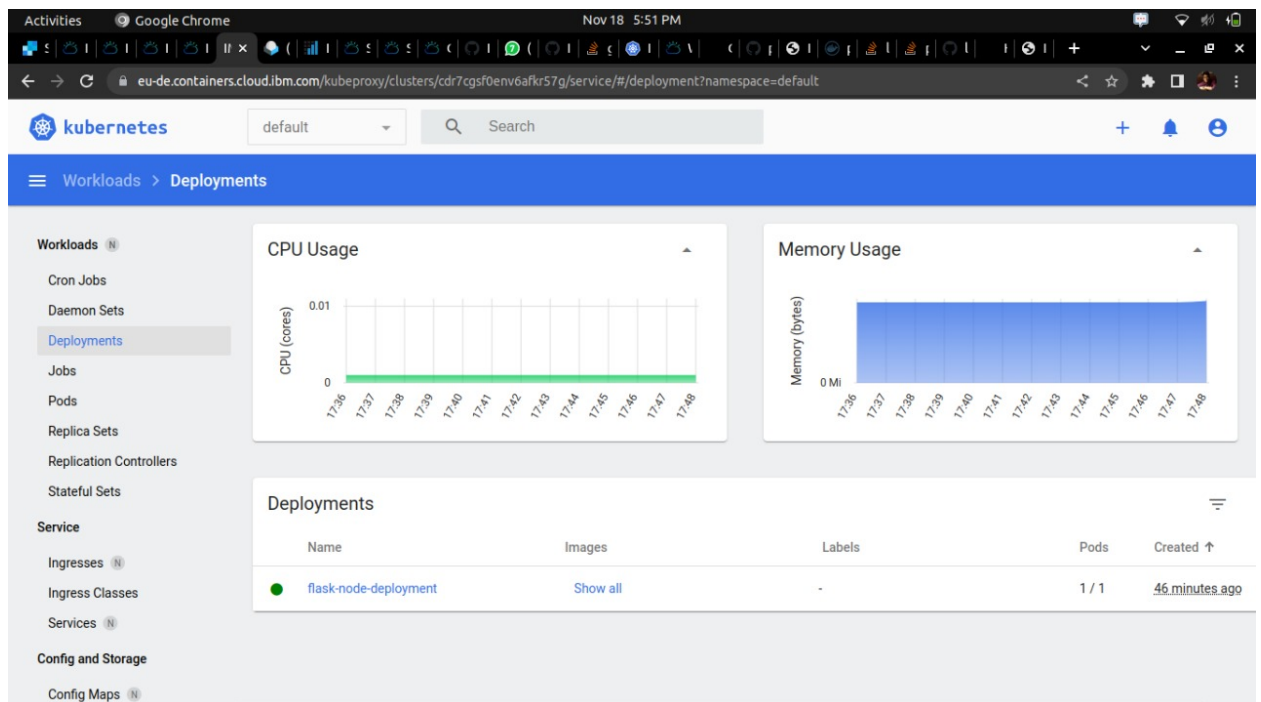 Activities Google Chrome Nov 18 5:51 PM
eu-de.containers.cloud.ibm.com/kubeproxy/clusters/cdr7cgsf0env6afkr57g/service/#/deployment?namespace=default
kubernetes default Search
Workloads > Deployments
Workloads N
Cron Jobs
Daemon Sets
Deployments
Jobs
Pods
Replica Sets
Replication Controllers
Stateful Sets
Service
Ingresses N
Ingress Classes
Services N
Config and Storage
Config Maps N
CPU Usage
CPU (cores)
0.01
0
17:36 17:37 17:38 17:39 17:40 17:41 17:42 17:43 17:44 17:45 17:46 17:47 17:48
Memory Usage
Memory (bytes)
0 Mi
17:36 17:37 17:38 17:39 17:40 17:41 17:42 17:43 17:44 17:45 17:46 17:47 17:48
Deployments
Name Images Labels Pods Created
flask-node-deployment Show all - 1 / 1 46 minutes ago